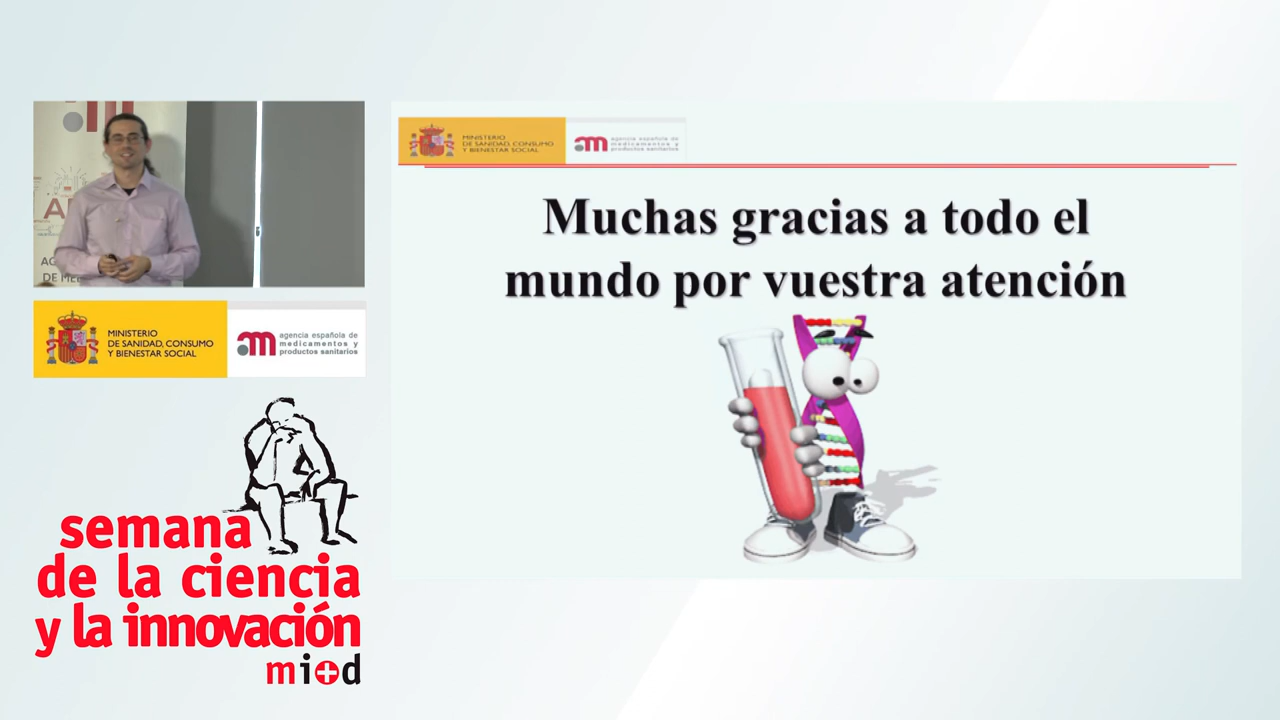 MINISTERIO
DE SANIDAD, CONSUMO
Y BIENESTAR SOCIAL
agencia española de
medicamentos y
productos sanitarios
Muchas gracias a todo el
mundo por vuestra atención
MINISTERIO
DE SANIDAD, CONSUMO
Y BIENESTAR SOCIAL
am
agencia española de
medicamentos y
productos sanitarios
semana
de la ciencia
y la innovación
mi+d